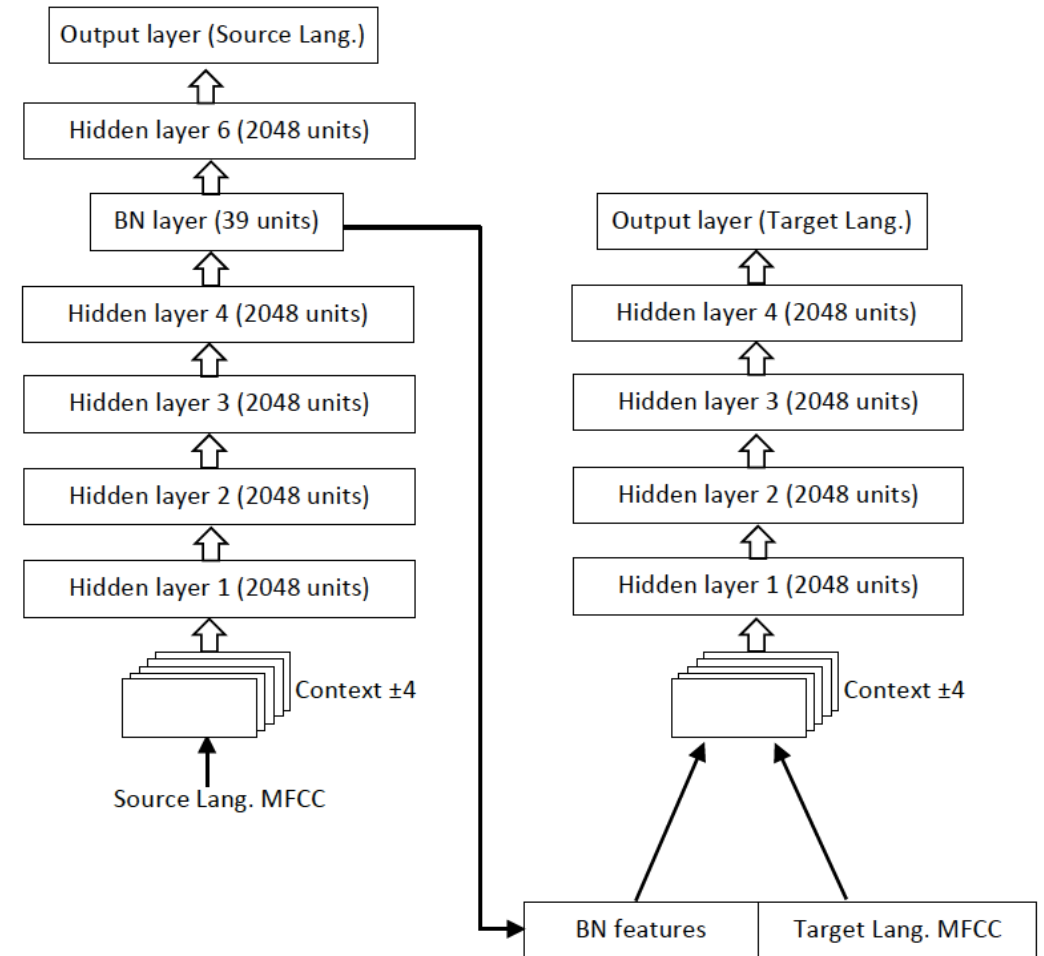 Output layer (Source Lang.)
Hidden layer 6 (2048 units)
BN layer (39 units)
Hidden layer 4 (2048 units)
Hidden layer 3 (2048 units)
Hidden layer 2 (2048 units)
Hidden layer 1 (2048 units)
Context ±4
Source Lang. MFCC
Output layer (Target Lang.)
Hidden layer 4 (2048 units)
Hidden layer 3 (2048 units)
Hidden layer 2 (2048 units)
Hidden layer 1 (2048 units)
Context ±4
BN features
Target Lang. MFCC